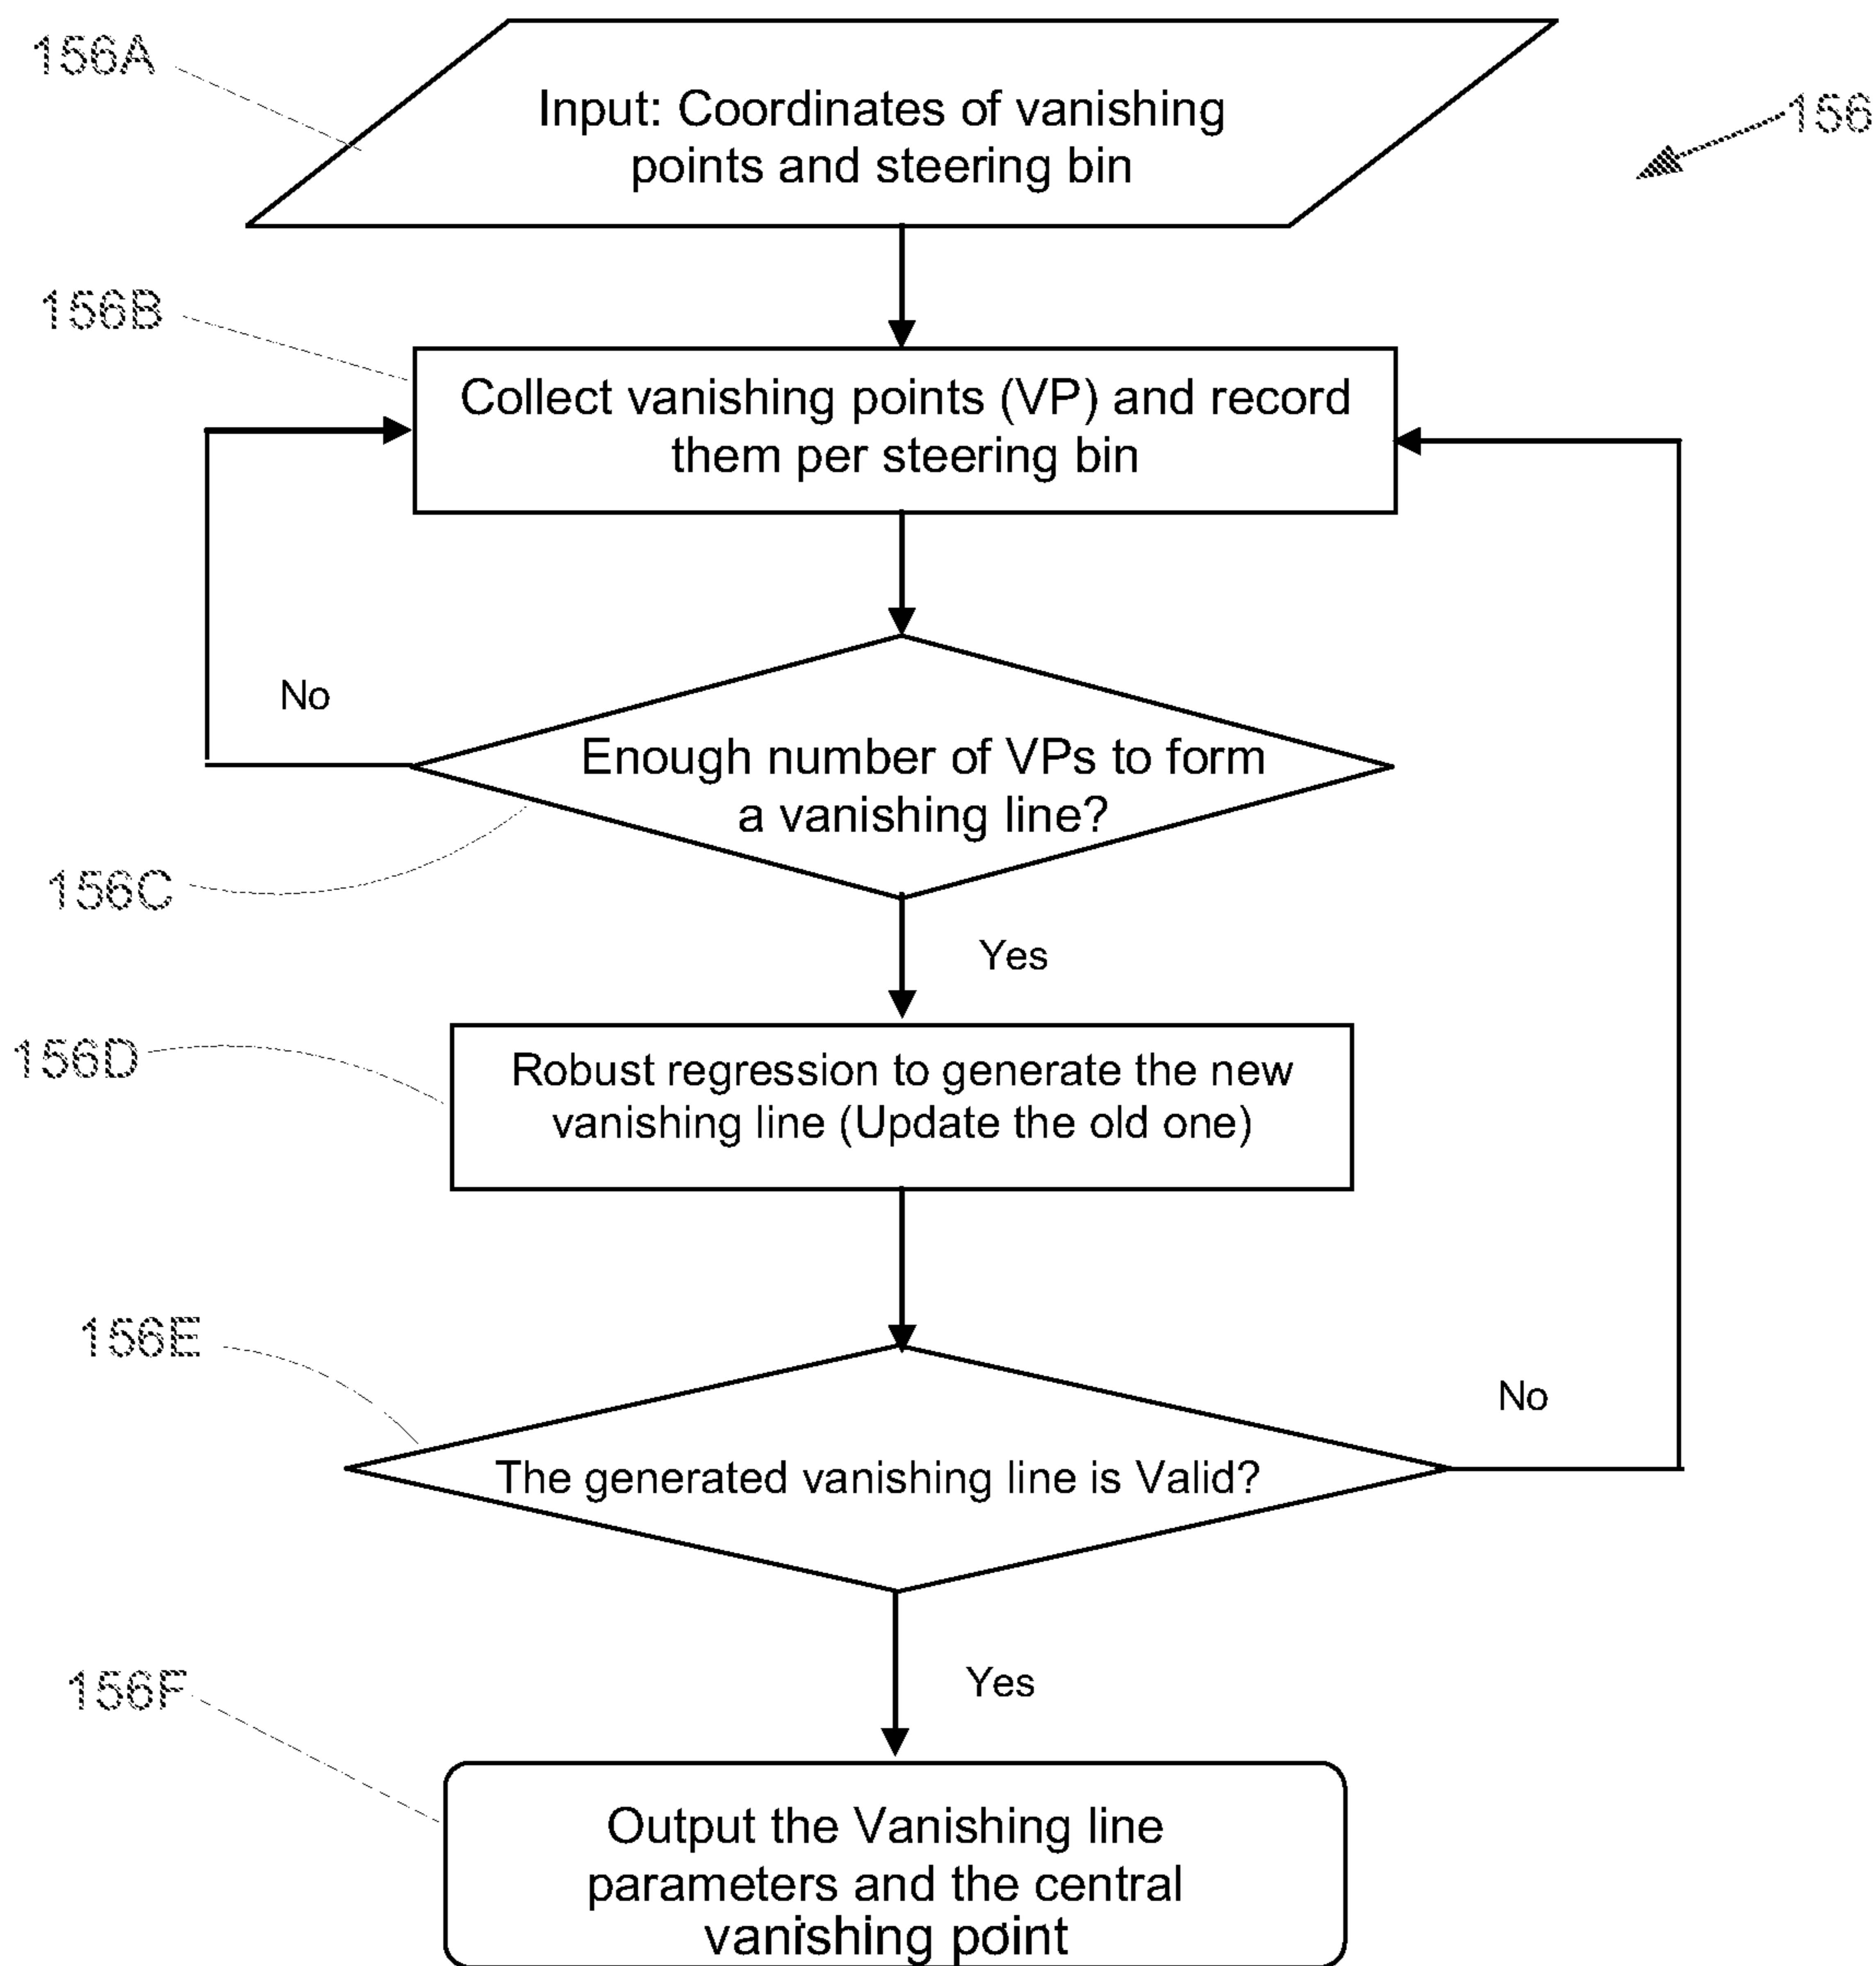 156A
Input: Coordinates of vanishing
points and steering bin
156
156B
Collect vanishing points (VP) and record
them per steering bin
No
Enough number of VPs to form
a vanishing line?
156C
Yes
156D
Robust regression to generate the new
vanishing line (Update the old one)
156E
No
The generated vanishing line is Valid?
156F
Yes
Output the Vanishing line
parameters and the central
vanishing point